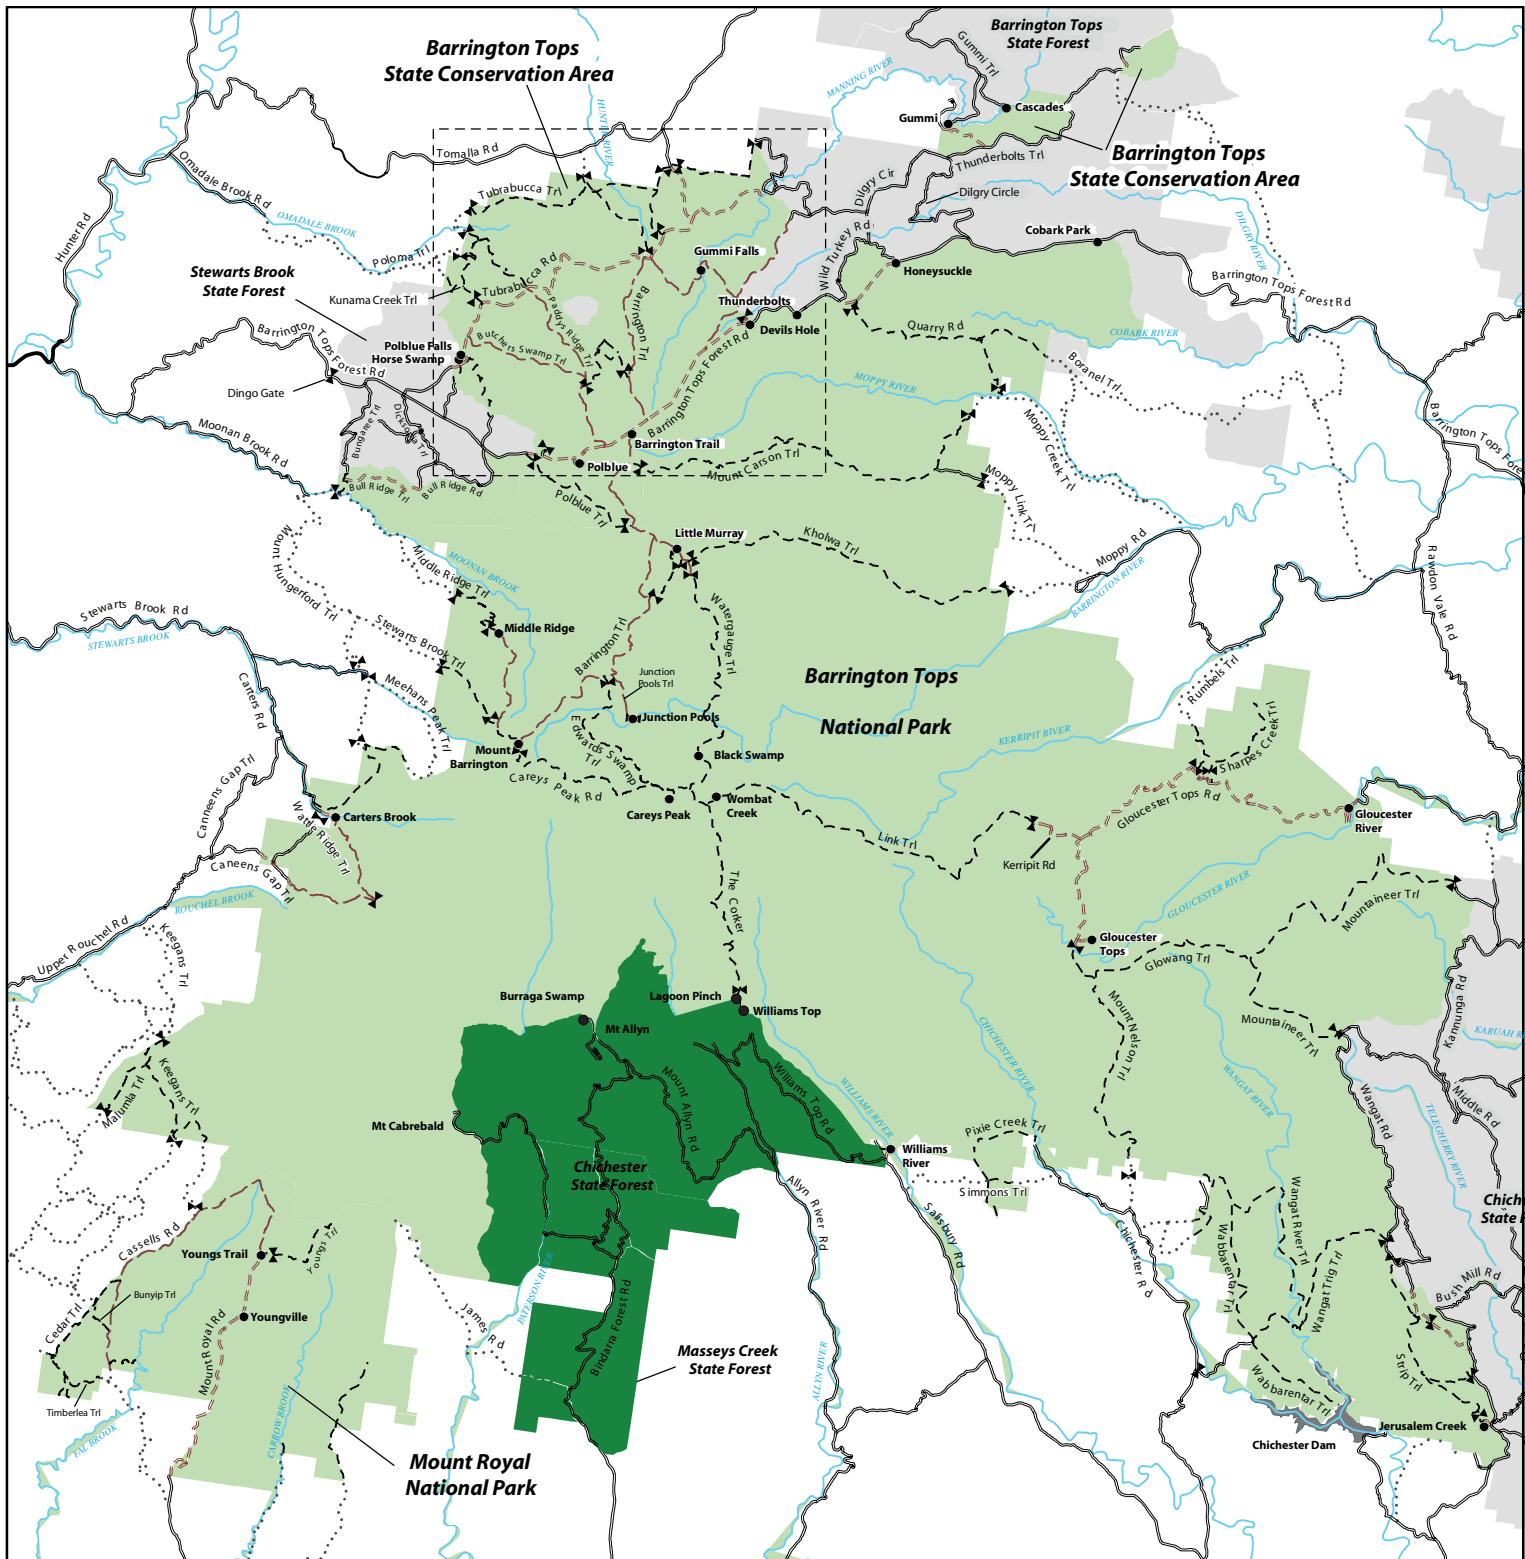 Barrington Tops
State Forest
Barrington Tops
State Conservation Area
Gummi Trl
MANNING RIVER
HUNTER RIVER
Cascades
Gummi
Tomalla Rd
Thunderbolts Trl
Barrington Tops
State Conservation Area
Omadale Brook Rd
Tubrabucca Trl
Dilgry Cir
Dilgry Circle
OMADALE BROOK
Hunter Rd
DILGRY RIVER
Cobark Park
Wild Turkey Rd
Poloma Trl
Gummi Falls
Honeysuckle
Stewarts Brook
State Forest
Tubrabucca Rd
Barrington Tops Forest Rd
Kunama Creek Trl
Paddys Ridge Trl
Barrington Trl
Thunderbolts
Devils Hole
Quarry Rd
COBARK RIVER
Barrington Tops
Forest Rd
Butchers Swamp Trl
Polblue Falls
Horse Swamp
Boranel Trl
Barrington Tops Forest Rd
MOPPY RIVER
Dingo Gate
Bungaree Trl
Dicksonia Trl
Moppy Creek Trl
Barrington Tops Fores
Moonan Brook Rd
Barrington Trail
Polblue
Mount Carson Trl
Moppy Link Trl
Bull Ridge Trl
Bull Ridge Rd
Polblue Trl
Little Murray
Kholwa Trl
Moppy Rd
Mount Hungerford Trl
Middle Ridge Trl
MOONAN BROOK
BARRINGTON RIVER
Rawdon Vale Rd
Stewarts Brook Rd
STEWARTS BROOK
Stewarts Brook Trl
Middle Ridge
Watergauge Trl
Barrington Trl
Junction
Pools Trl
Barrington Tops
National Park
Rumbels Trl
Carters Rd
Meehans Peak Trl
Junction Pools
Sharpes Creek Trl
KERRIPIT RIVER
Edwards Swamp
Trl
Mount
Barrington
Black Swamp
Careys Peak Rd
Canneens Gap Trl
Careys Peak
Wombat
Creek
Gloucester Tops Rd
Gloucester
River
Wattle Ridge Trl
Carters Brook
Link Trl
Kerripit Rd
Caneens Gap Trl
ROUCHEL BROOK
The Corker
GLOUCESTER RIVER
Mountaineer Trl
Upper Rouchel Rd
Keegans Trl
Gloucester
Tops
Glowang Trl
Burraga Swamp
Lagoon Pinch
Williams Top
Mt Allyn
Mount Nelson Trl
Kannunga Rd
Mountaineer Trl
KARUAH R
CHICHESTER RIVER
Malumla Trl
Keegans Trl
Mount Allyn Rd
Williams Top Rd
WILLIAMS RIVER
WANGAT RIVER
Wangat Rd
Middle Rd
TELEGHERRY RIVER
Mt Cabrebald
Pixie Creek Trl
Williams
River
Chichester
State Forest
Simmons Trl
Allyn River Rd
Salisbury Rd
Wangat River Trl
Chich
State F
Cassells Rd
Youngs Trail
Youngs Trl
Wabbarentar Trl
Chichester Rd
Wangat Trig Trl
Bunyip Trl
PATERSON RIVER
Bush Mill Rd
Cedar Trl
Youngville
James Rd
Bindarra Forest Rd
Mount Royal Rd
Masseys Creek
State Forest
ALLYN RIVER
Strip Trl
Wabbarentar Trl
Timberlea Trl
FAL BROOK
CARROW BROOK
Jerusalem Creek
Chichester Dam
Mount Royal
National Park